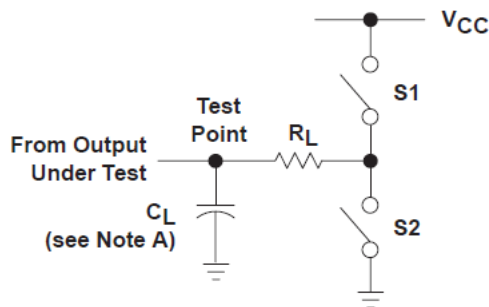 VCC
S1
Test
Point
RL
From Output
Under Test
CL
(see Note A)
S2